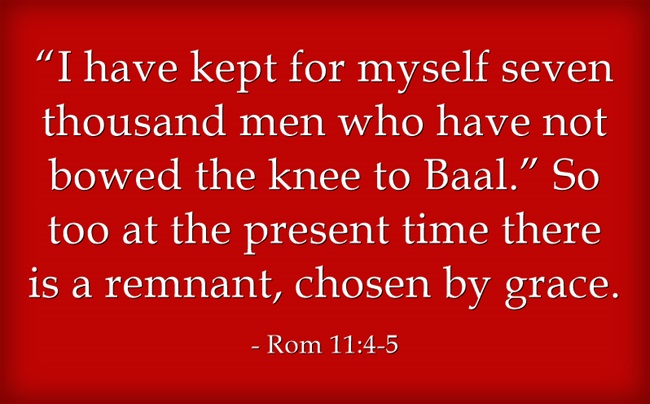 “I have kept for myself seven
thousand men who have not
bowed the knee to Baal.” So
too at the present time there
is a remnant, chosen by grace.
- Rom 11:4-5